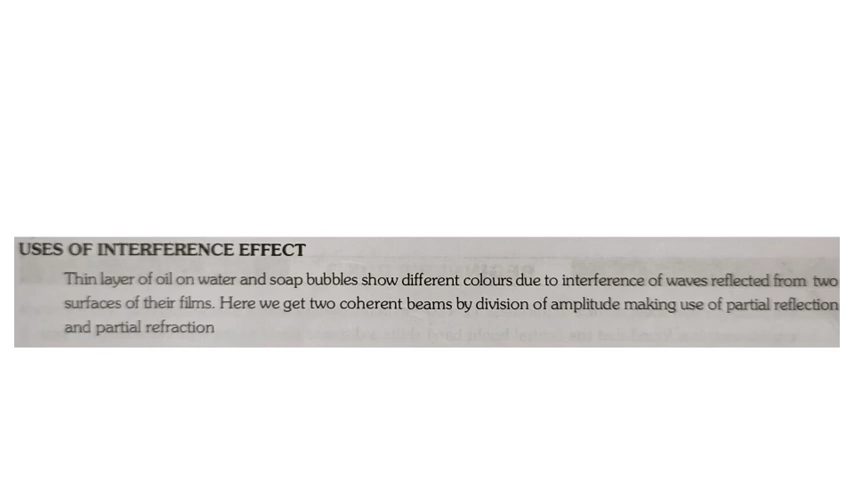 USES OF INTERFERENCE EFFECT
Thin layer of oil on water and soap bubbles show different colours due to interference of waves reflected from two
surfaces of their films. Here we get two coherent beams by division of amplitude making use of partial reflection
and partial refraction